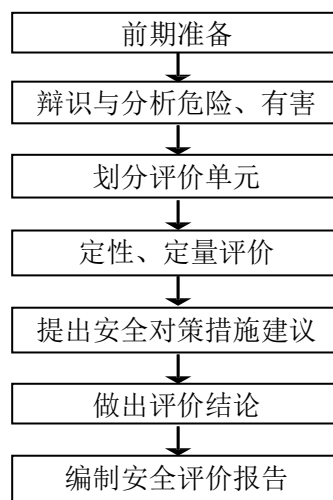 前期准备
辩识与分析危险、有害
划分评价单元
定性、定量评价
提出安全对策措施建议
做出评价结论
编制安全评价报告